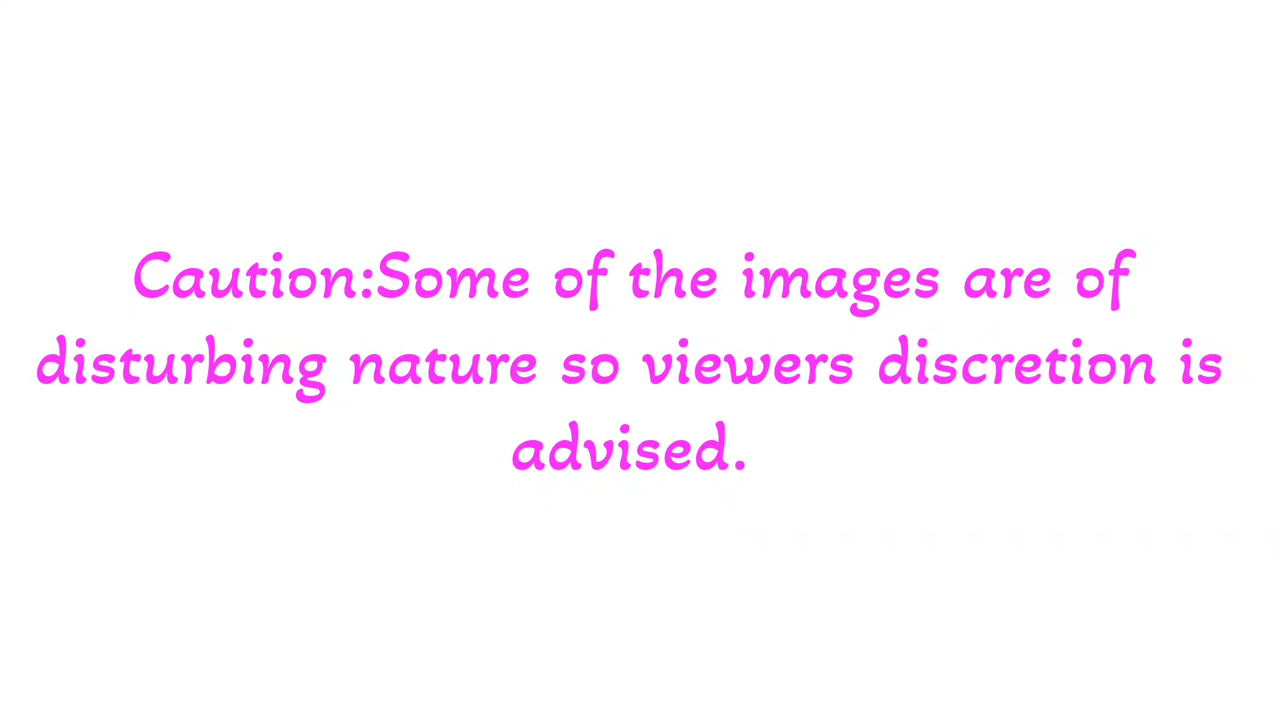 Caution:Some of the images are of
disturbing nature so viewers discretion is
advised.